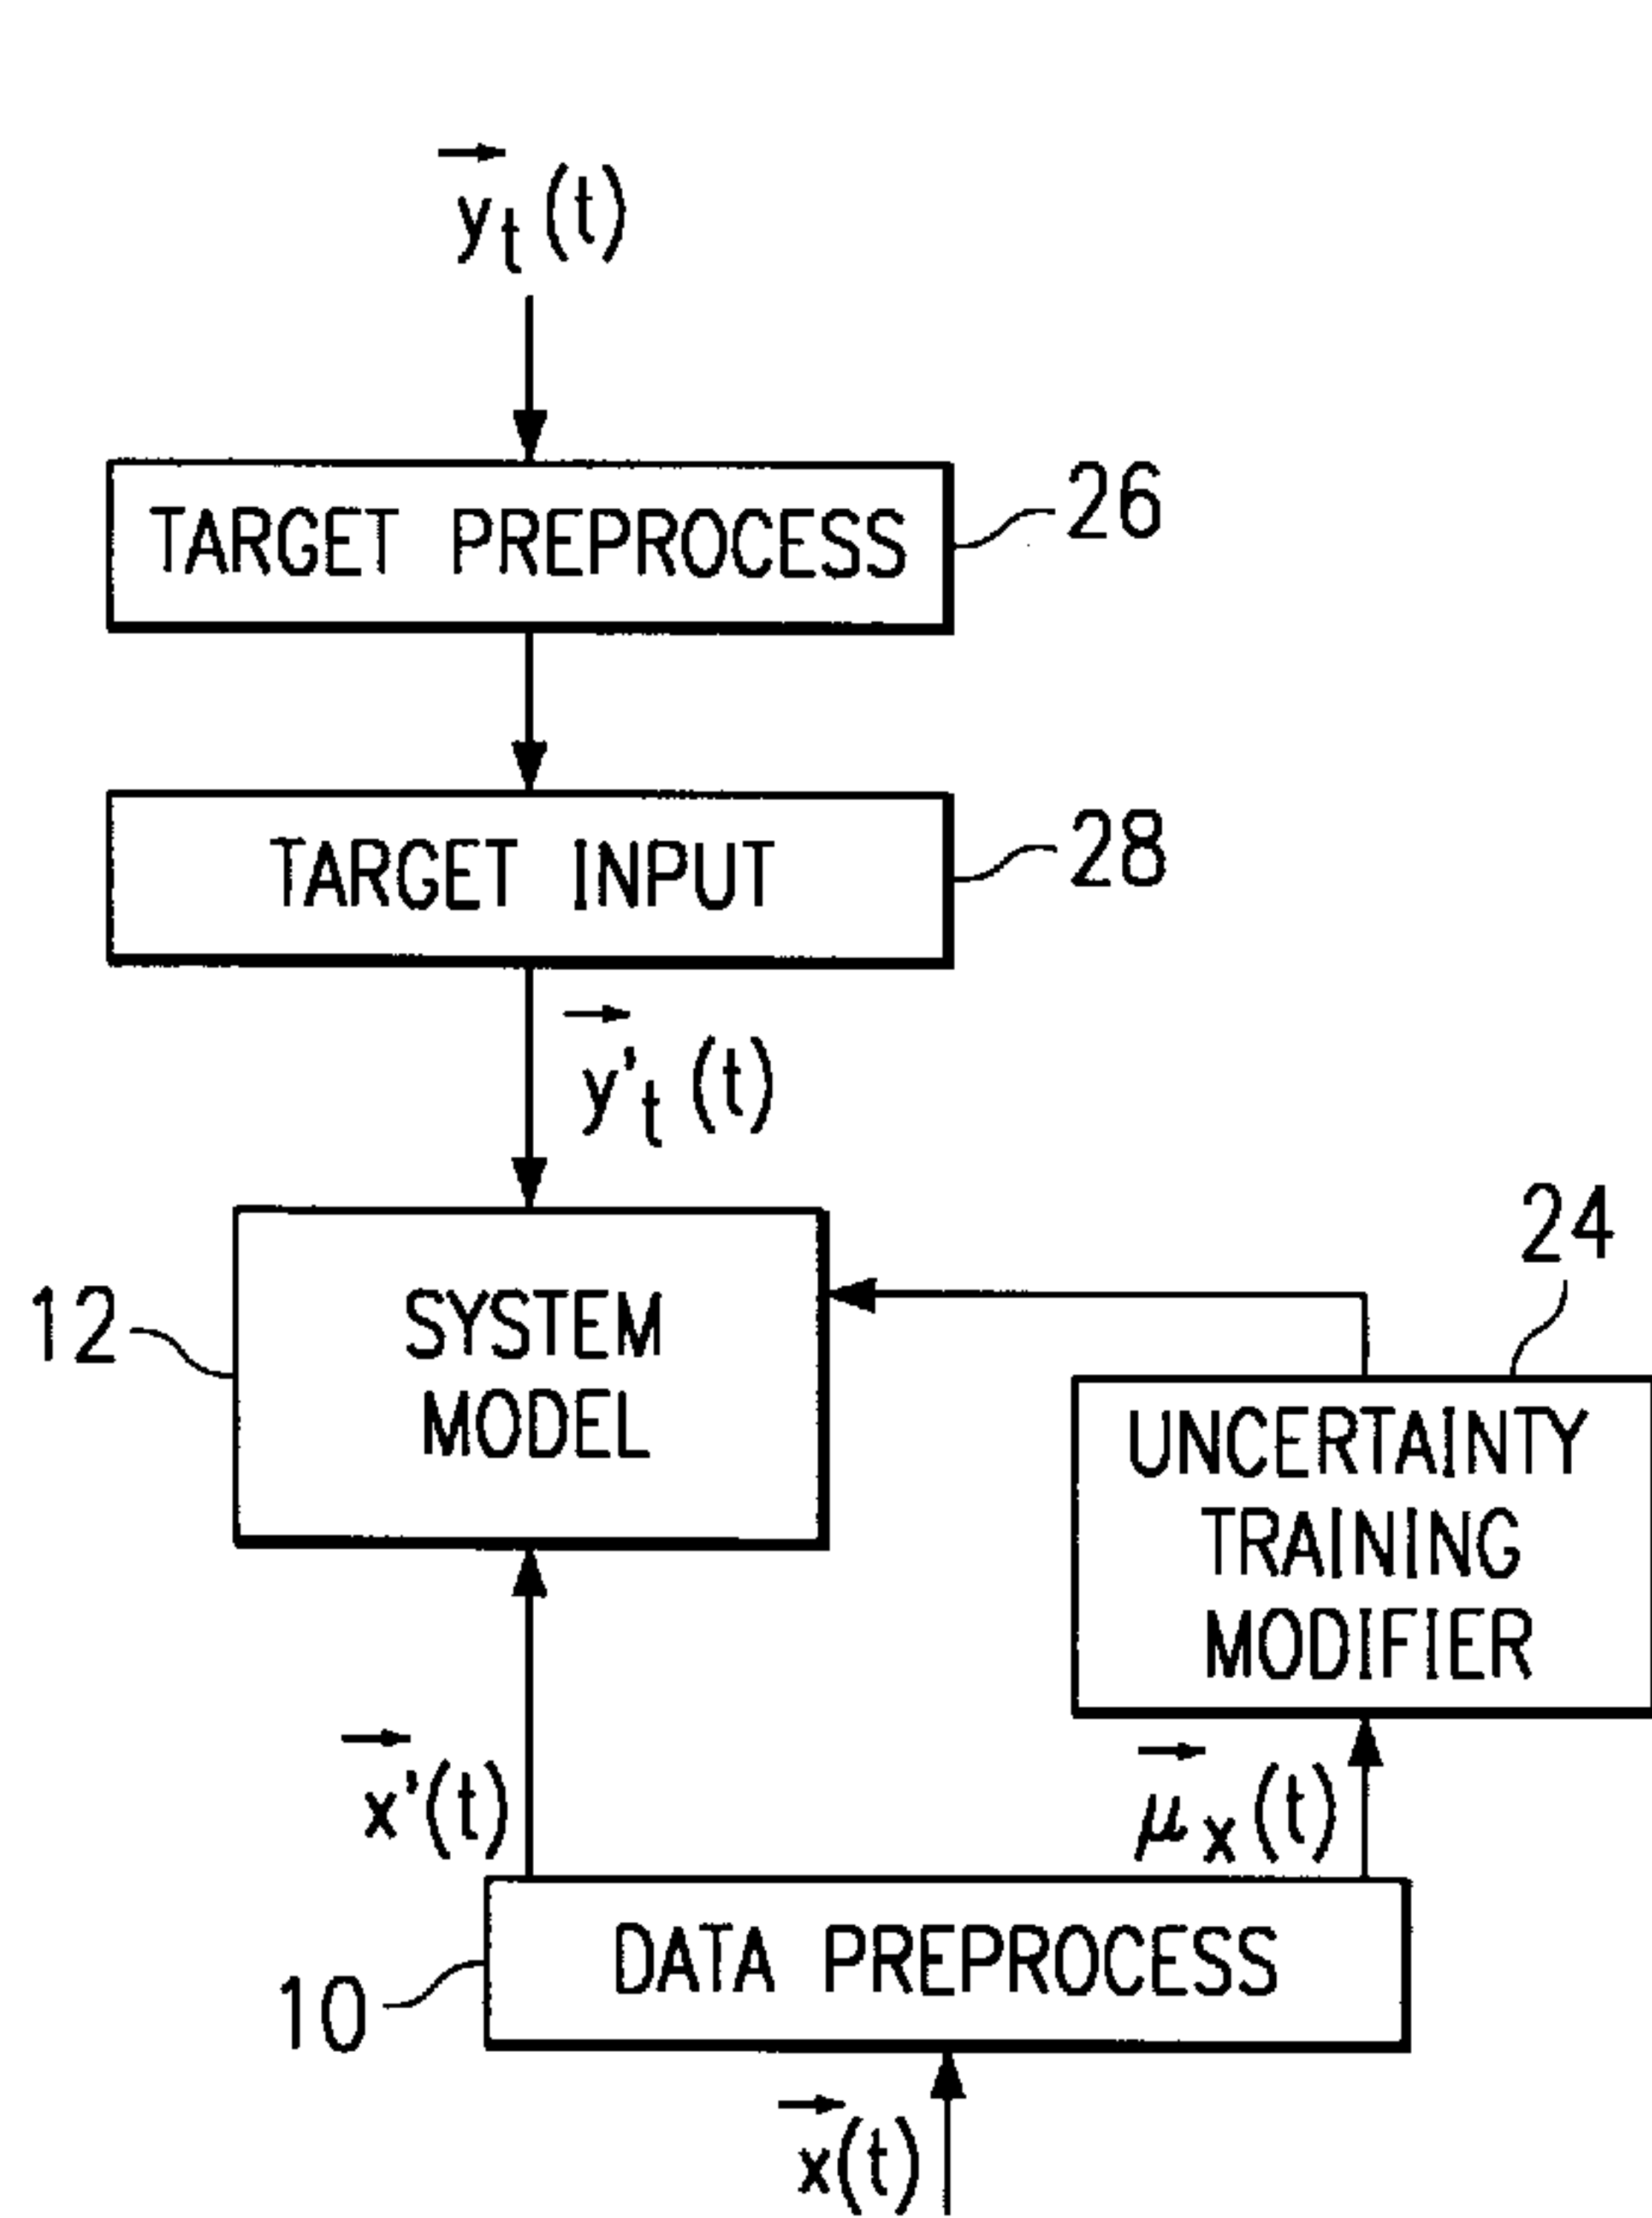 y⃗t(t)
TARGET PREPROCESS
26
TARGET INPUT
28
y⃗'t(t)
24
12
SYSTEM
MODEL
UNCERTAINTY
TRAINING
MODIFIER
x⃗'(t)
μ⃗x(t)
DATA PREPROCESS
10
x⃗(t)